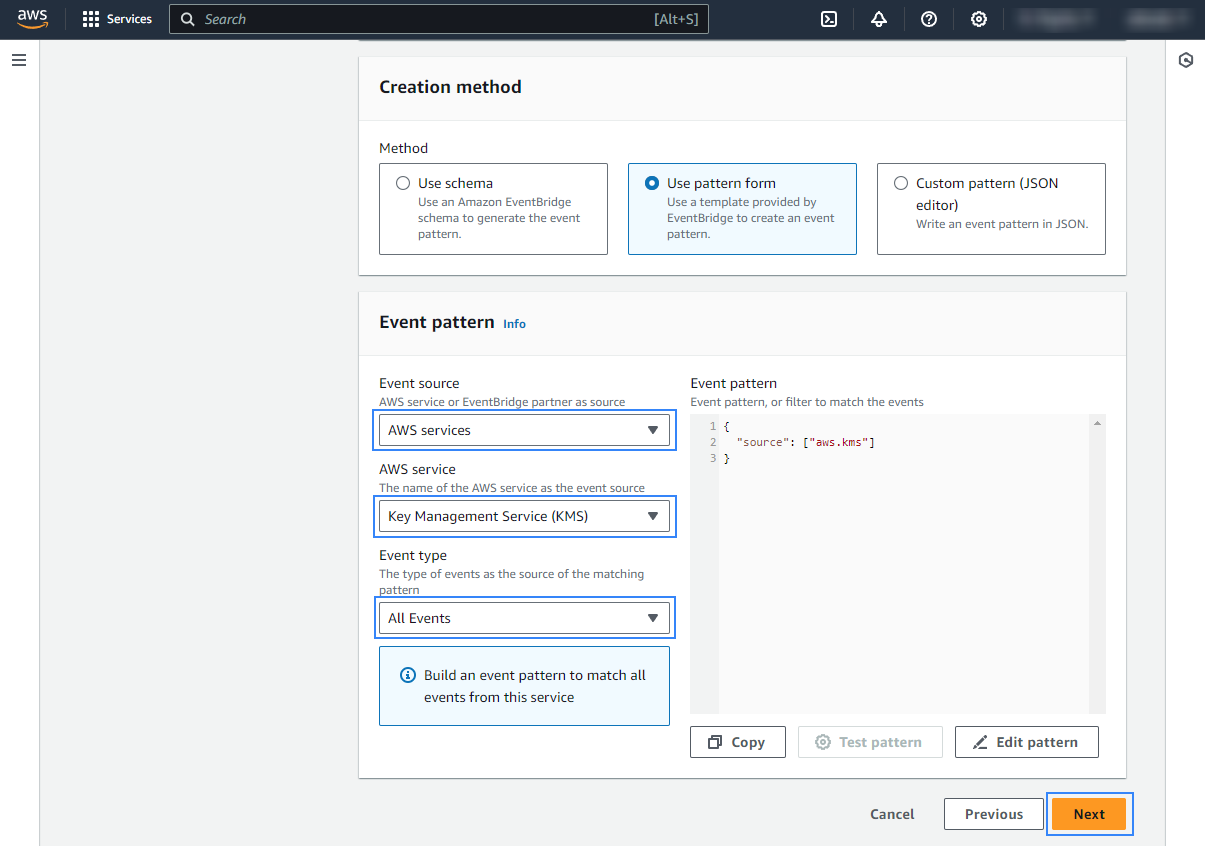 aws
Services
Search
[Alt+S]
Creation method
Method
Use schema
Use an Amazon EventBridge
schema to generate the event
pattern.
Use pattern form
Use a template provided by
EventBridge to create an event
pattern.
Custom pattern (JSON
editor)
Write an event pattern in JSON.
Event pattern Info
Event source
AWS service or EventBridge partner as source
AWS services
AWS service
The name of the AWS service as the event source
Key Management Service (KMS)
Event type
The type of events as the source of the matching
pattern
All Events
Build an event pattern to match all
events from this service
Event pattern
Event pattern, or filter to match the events
1 {
2 "source": ["aws.kms"]
3 }
Copy
Test pattern
Edit pattern
Cancel
Previous
Next